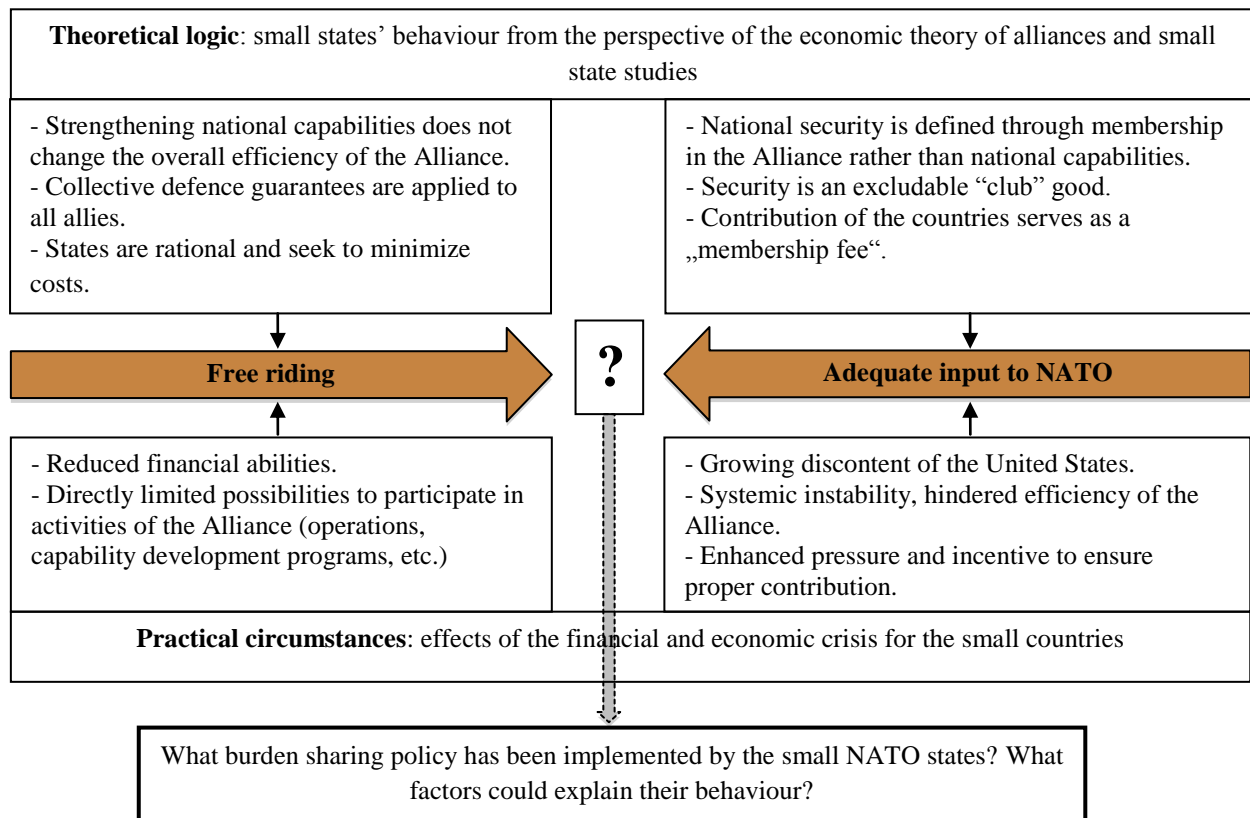 Theoretical logic: small states’ behaviour from the perspective of the economic theory of alliances and small
state studies
- Strengthening national capabilities does not
change the overall efficiency of the Alliance.
- Collective defence guarantees are applied to
all allies.
- States are rational and seek to minimize
costs.
- National security is defined through membership
in the Alliance rather than national capabilities.
- Security is an excludable “club” good.
- Contribution of the countries serves as a
„membership fee“.
Free riding
?
Adequate input to NATO
- Reduced financial abilities.
- Directly limited possibilities to participate in
activities of the Alliance (operations,
capability development programs, etc.)
- Growing discontent of the United States.
- Systemic instability, hindered efficiency of the
Alliance.
- Enhanced pressure and incentive to ensure
proper contribution.
Practical circumstances: effects of the financial and economic crisis for the small countries
What burden sharing policy has been implemented by the small NATO states? What
factors could explain their behaviour?